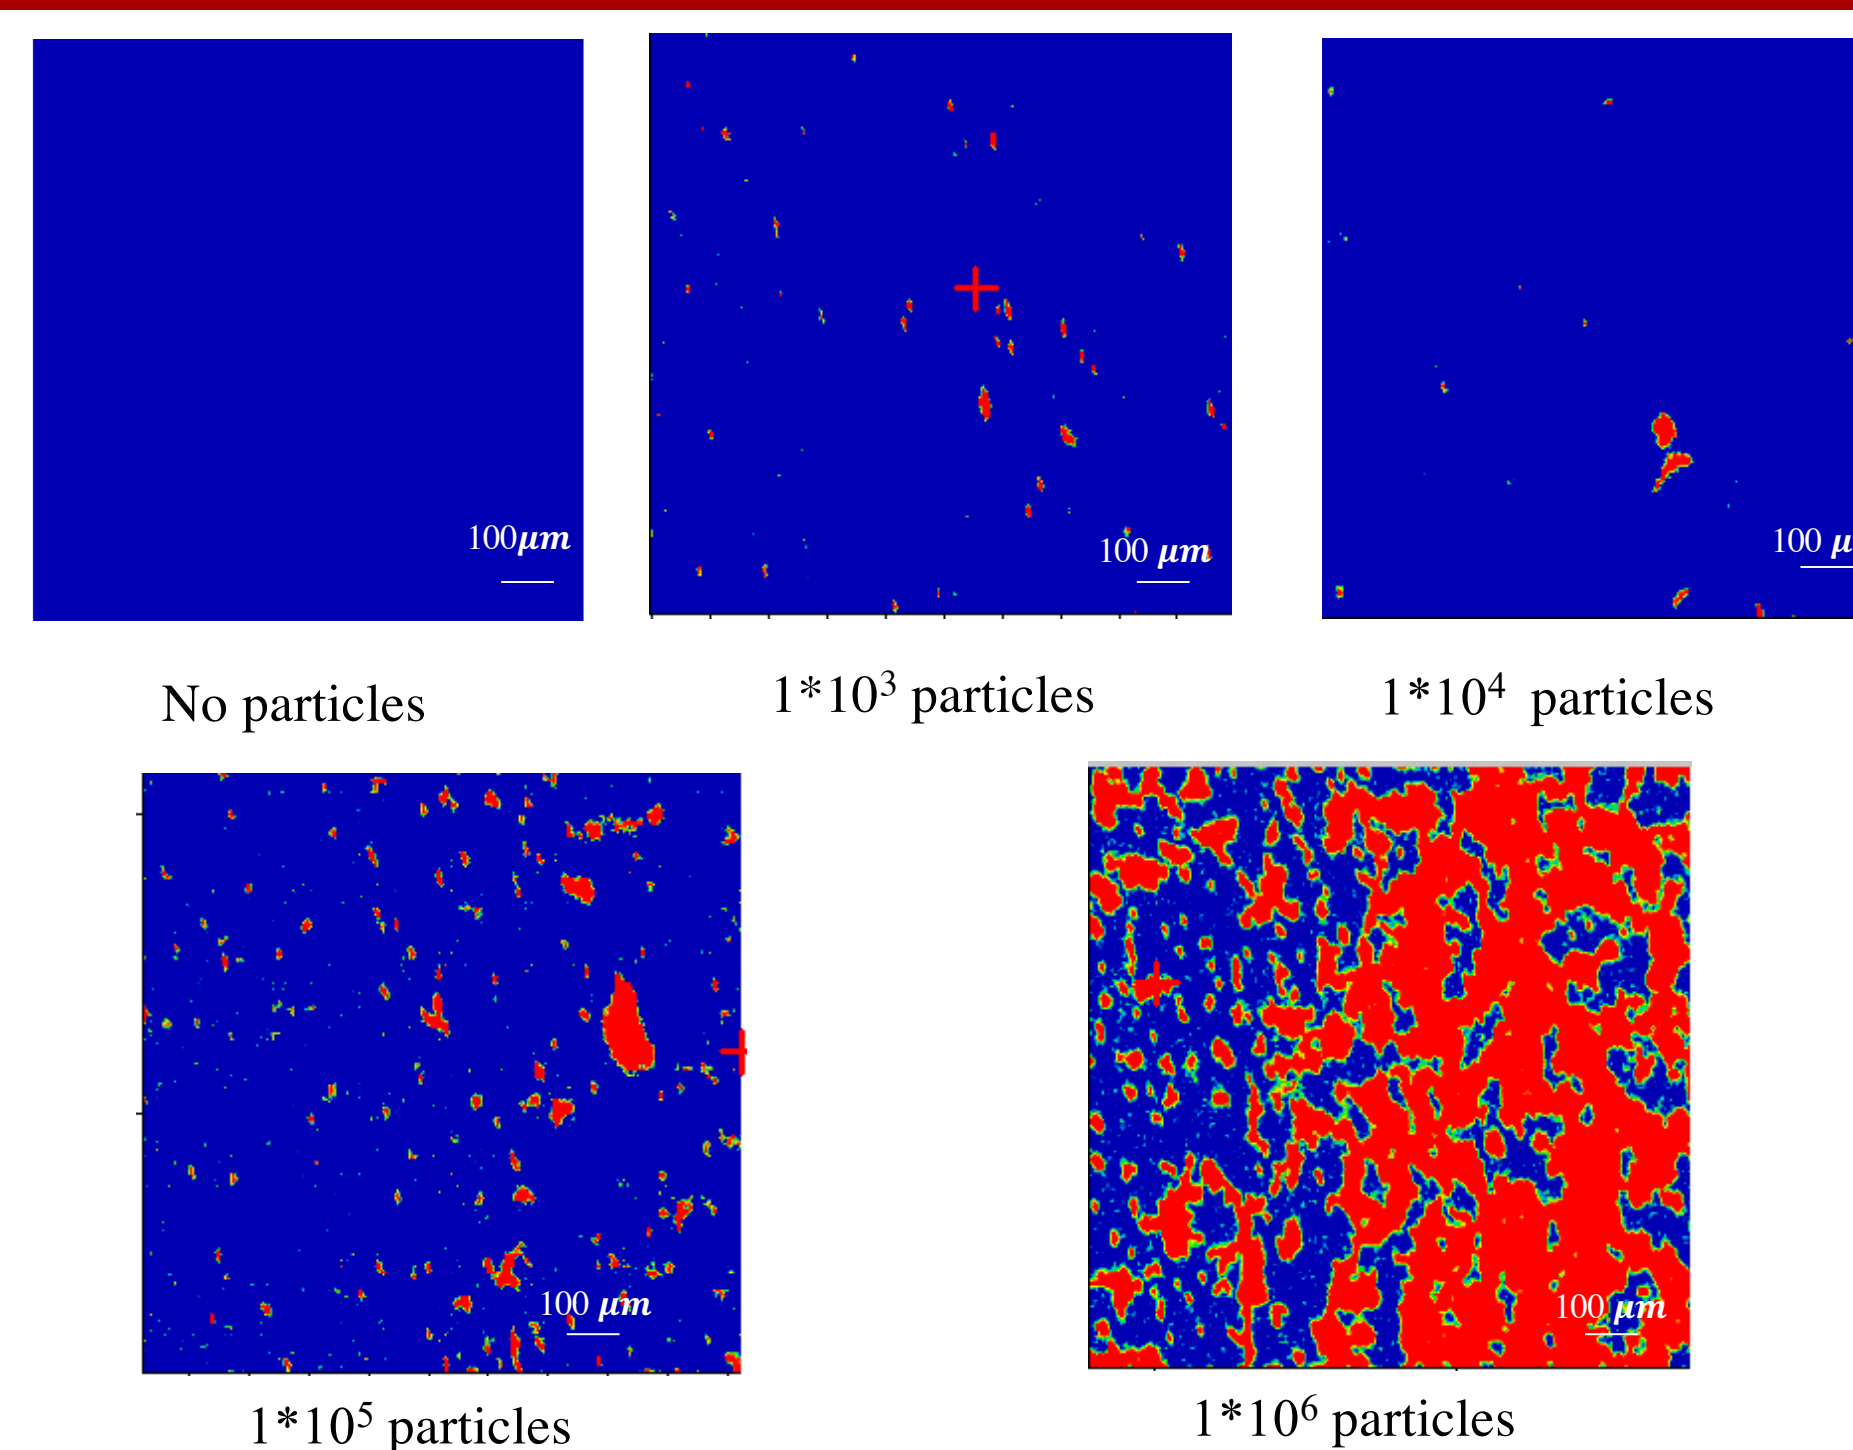 100μm
100 μm
100 μ
No particles
1*10³ particles
1*10⁴ particles
100 μm
100 μm
1*10⁵ particles
1*10⁶ particles